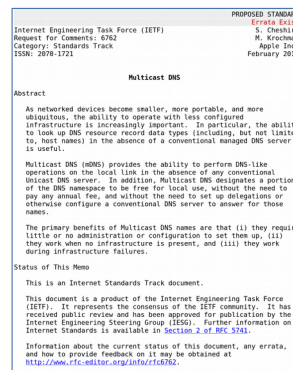 PROPOSED STANDAR
Errata Exis
Internet Engineering Task Force (IETF) S. Cheshir
Request for Comments: 6762 M. Krochma
Category: Standards Track Apple Inc
ISSN: 2070-1721 February 201
Multicast DNS
Abstract
As networked devices become smaller, more portable, and more
ubiquitous, the ability to operate with less configured
infrastructure is increasingly important. In particular, the abilit
to look up DNS resource record data types (including, but not limite
to, host names) in the absence of a conventional managed DNS server
is useful.
Multicast DNS (mDNS) provides the ability to perform DNS-like
operations on the local link in the absence of any conventional
Unicast DNS server. In addition, Multicast DNS designates a portion
of the DNS namespace to be free for local use, without the need to
pay any annual fee, and without the need to set up delegations or
otherwise configure a conventional DNS server to answer for those
names.
The primary benefits of Multicast DNS names are that (i) they requir
little or no administration or configuration to set them up, (ii)
they work when no infrastructure is present, and (iii) they work
during infrastructure failures.
Status of This Memo
This is an Internet Standards Track document.
This document is a product of the Internet Engineering Task Force
(IETF). It represents the consensus of the IETF community. It has
received public review and has been approved for publication by the
Internet Engineering Steering Group (IESG). Further information on
Internet Standards is available in Section 2 of RFC 5741.
Information about the current status of this document, any errata,
and how to provide feedback on it may be obtained at
http://www.rfc-editor.org/info/rfc6762.